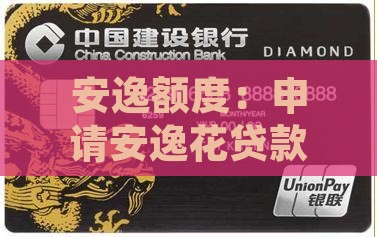 中国建设银行
China Construction Bank
DIAMOND
安逸额度：申
请安逸花贷款
UnionPay
银联